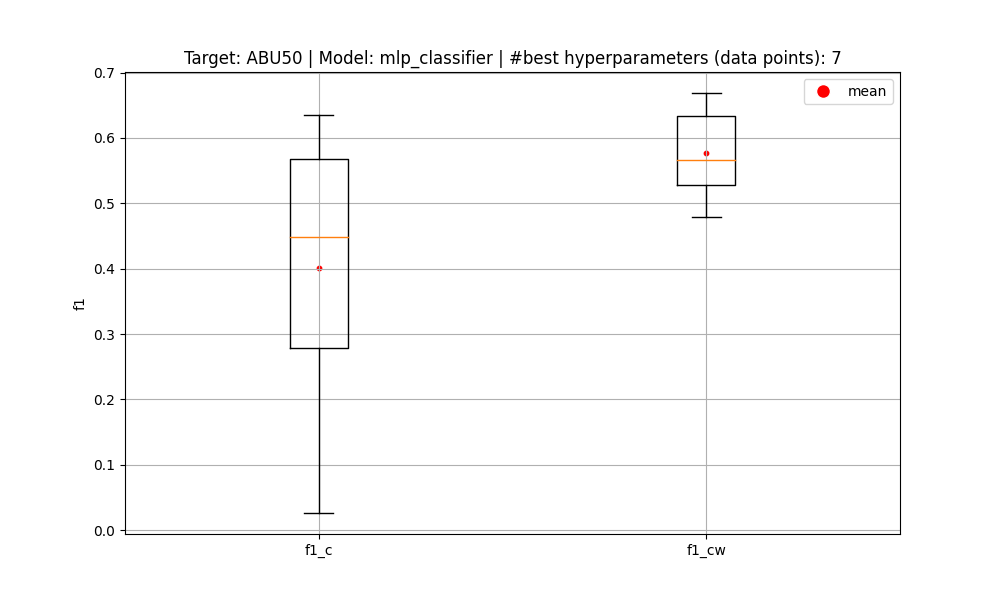 Target: ABU50 | Model: mlp_classifier | #best hyperparameters (data points): 7
mean
0.7
0.6
0.5
0.4
0.3
0.2
0.1
0.0
f1
f1_c
f1_cw